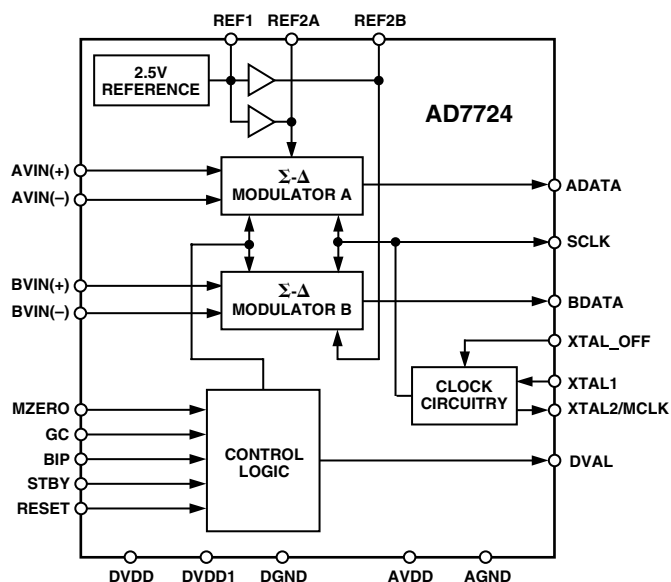 REF1 REF2A REF2B
2.5V
REFERENCE
AD7724
AVIN(+)
AVIN(–)
Σ-Δ
MODULATOR A
ADATA
SCLK
BVIN(+)
BVIN(–)
Σ-Δ
MODULATOR B
BDATA
XTAL_OFF
CLOCK
CIRCUITRY
XTAL1
XTAL2/MCLK
MZERO
GC
BIP
STBY
RESET
CONTROL
LOGIC
DVAL
DVDD DVDD1 DGND AVDD AGND